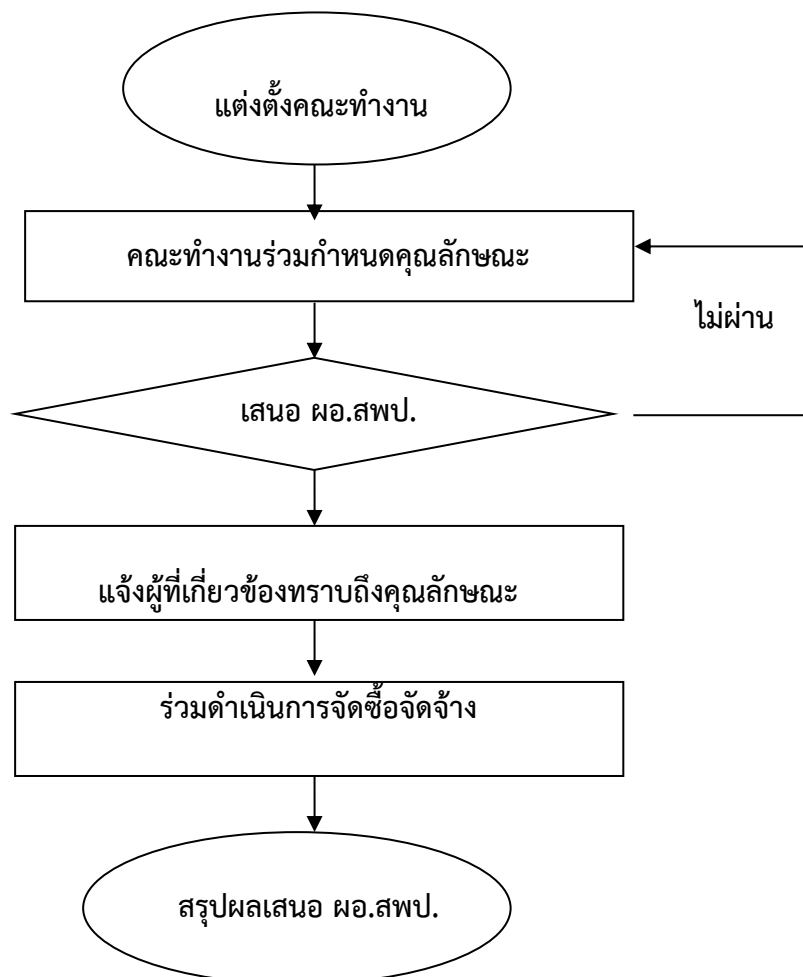 แต่งตั้งคณะทำงาน
คณะทำงานร่วมกำหนดคุณลักษณะ
ไม่ผ่าน
เสนอ ผอ.สพป.
แจ้งผู้ที่เกี่ยวข้องทราบถึงคุณลักษณะ
ร่วมดำเนินการจัดซื้อจัดจ้าง
สรุปผลเสนอ ผอ.สพป.